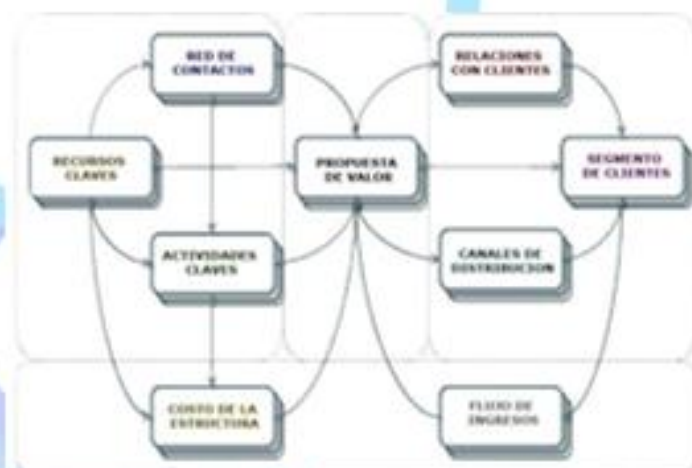 RED DE
CONTACTOS
RELACIONES
CON CLIENTES
RECURSOS
CLAVES
PROPUESTA
DE VALOR
SEGMENTO
DE CLIENTES
ACTIVIDADES
CLAVES
CANALES DE
DISTRIBUCION
COSTO DE LA
ESTRUCTURA
FLUJO DE
INGRESOS